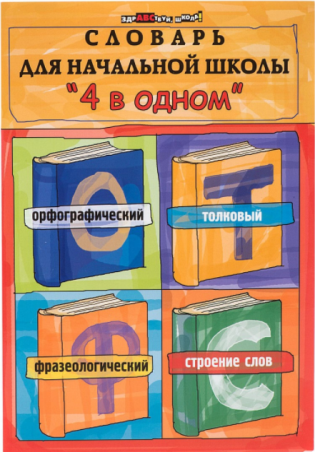 ЗДРАВСТВУЙ, ШКОЛА!
СЛОВАРЬ
ДЛЯ НАЧАЛЬНОЙ ШКОЛЫ
"4 В ОДНОМ"
О
орфографический
Т
толковый
Ф
фразеологический
С
строение слов